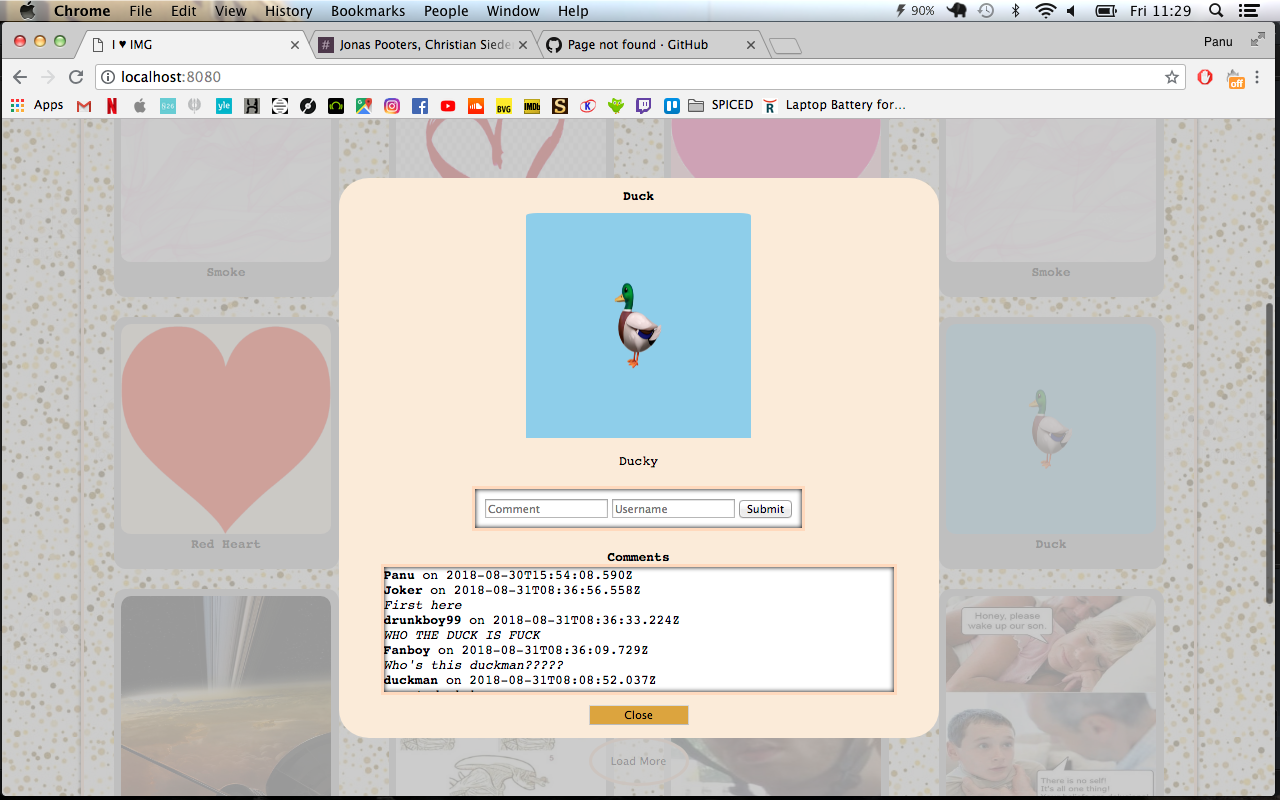 Chrome File Edit View History Bookmarks People Window Help 90% Fri 11:29
I ♥ IMG Jonas Pooters, Christian Siede Page not found · GitHub Panu
localhost:8080 off
Apps yle BVG IMDb S K SPICED Laptop Battery for...
Duck
Smoke Smoke
Ducky
Comment Username Submit
Red Heart Duck
Comments
Panu on 2018-08-30T15:54:08.590Z
Joker on 2018-08-31T08:36:56.558Z
First here
drunkboy99 on 2018-08-31T08:36:33.224Z
WHO THE DUCK IS FUCK
Fanboy on 2018-08-31T08:36:09.729Z
Who's this duckman?????
duckman on 2018-08-31T08:08:52.037Z
Close
Honey, please
wake up our son.
Load More
There is no self!
It's all one thing!